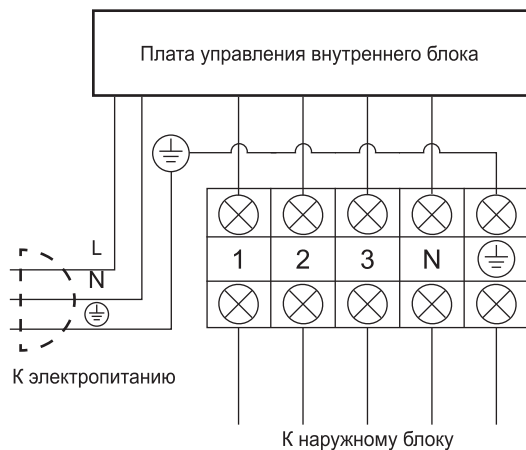 Плата управления внутреннего блока
L
N
1 2 3 N
К электропитанию
К наружному блоку